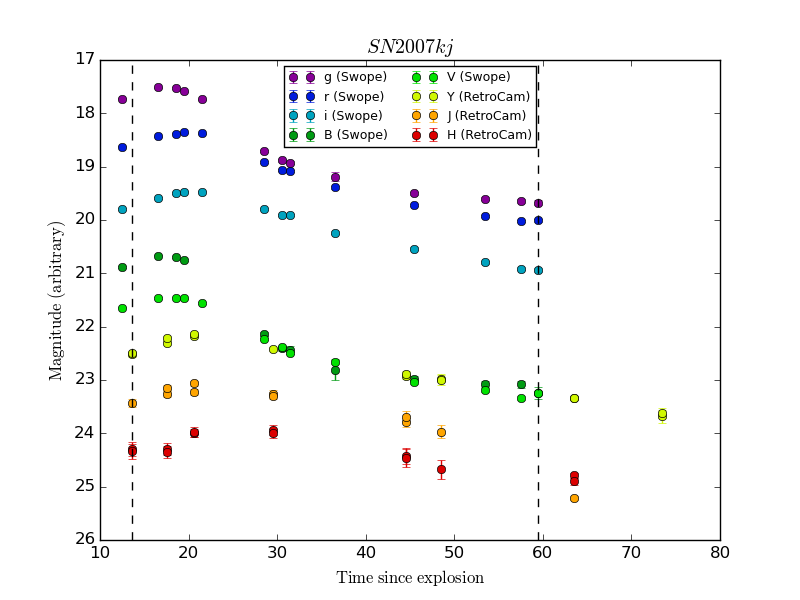 SN2007kj
17
18
19
20
21
22
23
24
25
26
Magnitude (arbitrary)
g (Swope)
r (Swope)
i (Swope)
B (Swope)
V (Swope)
Y (RetroCam)
J (RetroCam)
H (RetroCam)
10 20 30 40 50 60 70 80
Time since explosion